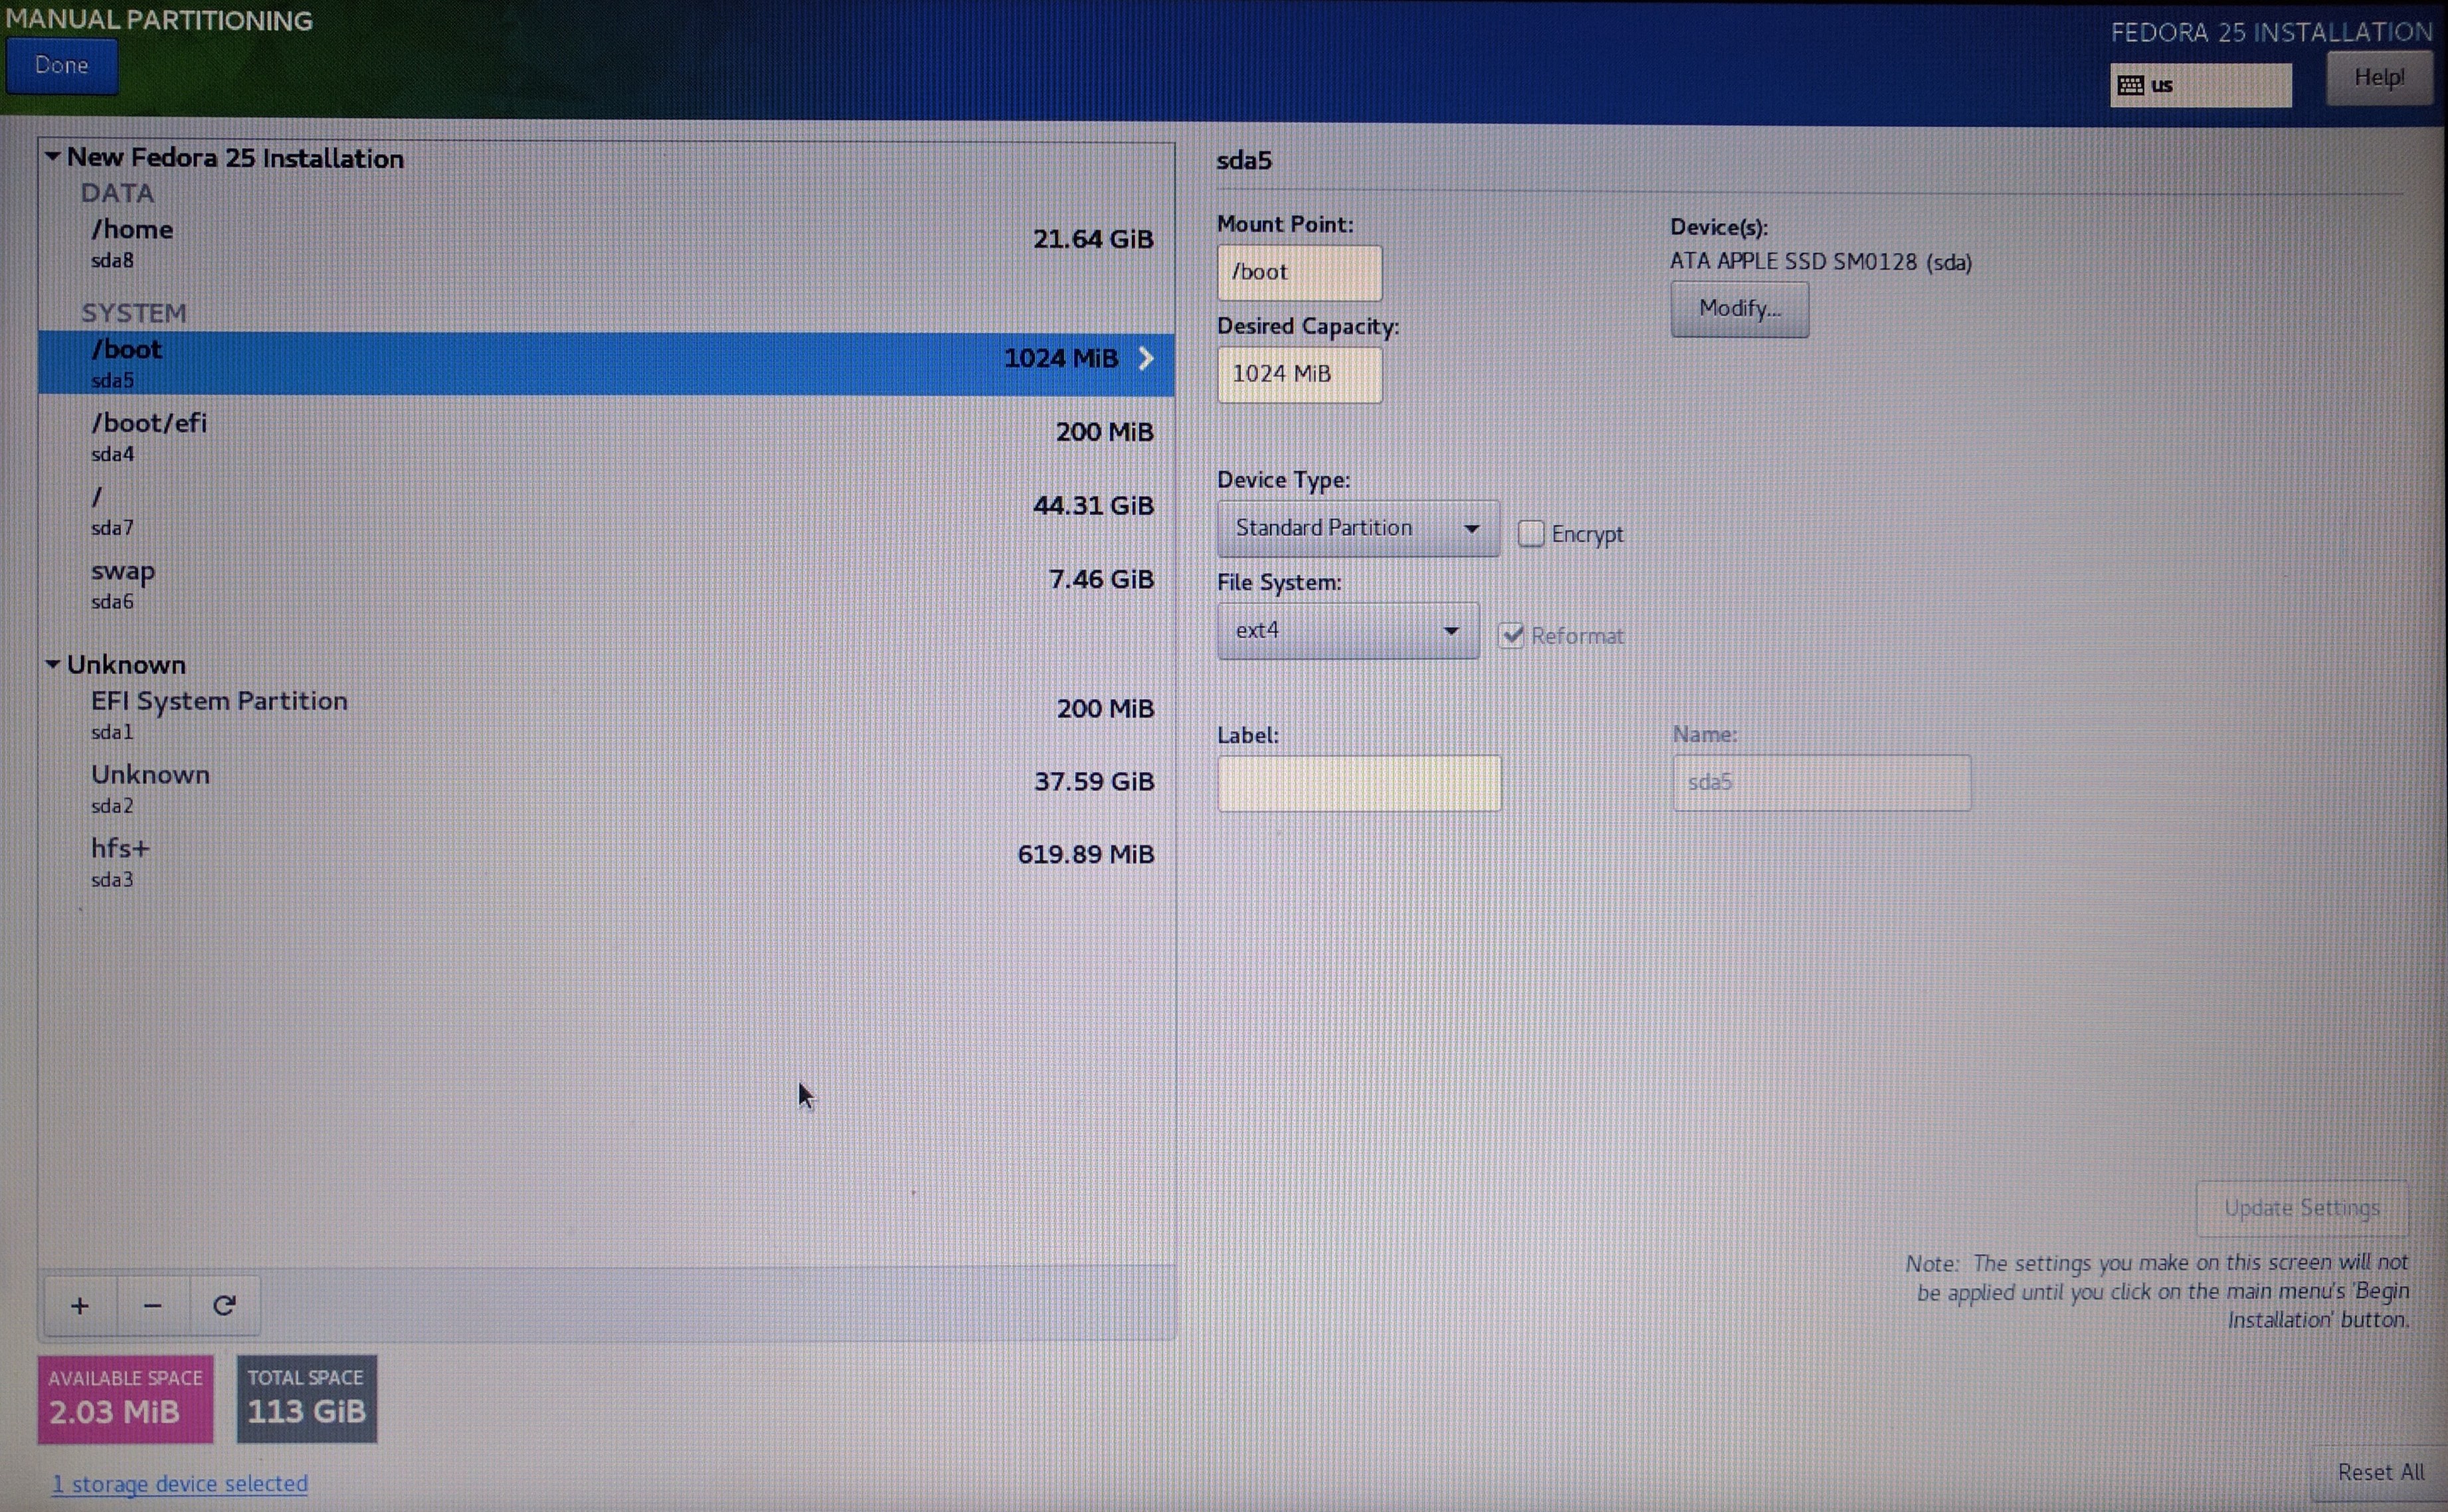 MANUAL PARTITIONING
Done
FEDORA 25 INSTALLATION
us
Help!
New Fedora 25 Installation
DATA
/home
21.64 GiB
sda8
SYSTEM
/boot
1024 MiB
sda5
/boot/efi
200 MiB
sda4
/
44.31 GiB
sda7
swap
7.46 GiB
sda6
Unknown
EFI System Partition
200 MiB
sda1
Unknown
37.59 GiB
sda2
hfs+
619.89 MiB
sda3
+ −
AVAILABLE SPACE
2.03 MiB
TOTAL SPACE
113 GiB
1 storage device selected
sda5
Mount Point:
/boot
Device(s):
ATA APPLE SSD SM0128 (sda)
Modify...
Desired Capacity:
1024 MiB
Device Type:
Standard Partition
Encrypt
File System:
ext4
Reformat
Label:
Name:
sda5
Update Settings
Note: The settings you make on this screen will not
be applied until you click on the main menu's 'Begin
Installation' button.
Reset All